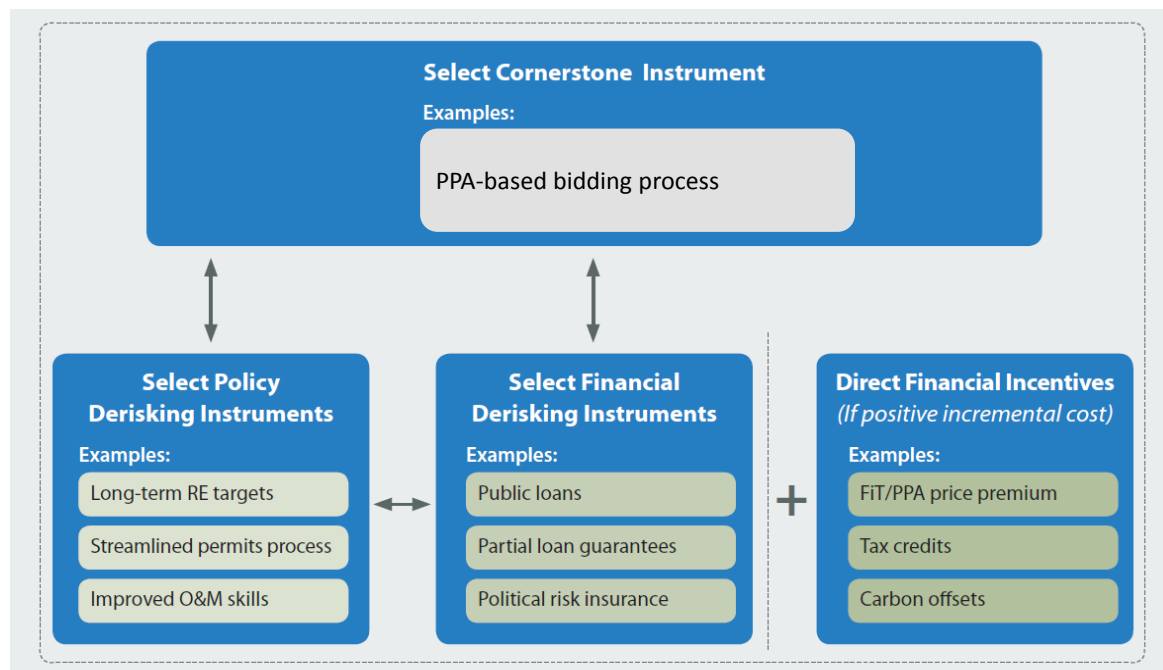 Select Cornerstone Instrument
Examples:
PPA-based bidding process
Select Policy
Derisking Instruments
Examples:
Long-term RE targets
Streamlined permits process
Improved O&M skills
Select Financial
Derisking Instruments
Examples:
Public loans
Partial loan guarantees
Political risk insurance
+
Direct Financial Incentives
(If positive incremental cost)
Examples:
FiT/PPA price premium
Tax credits
Carbon offsets